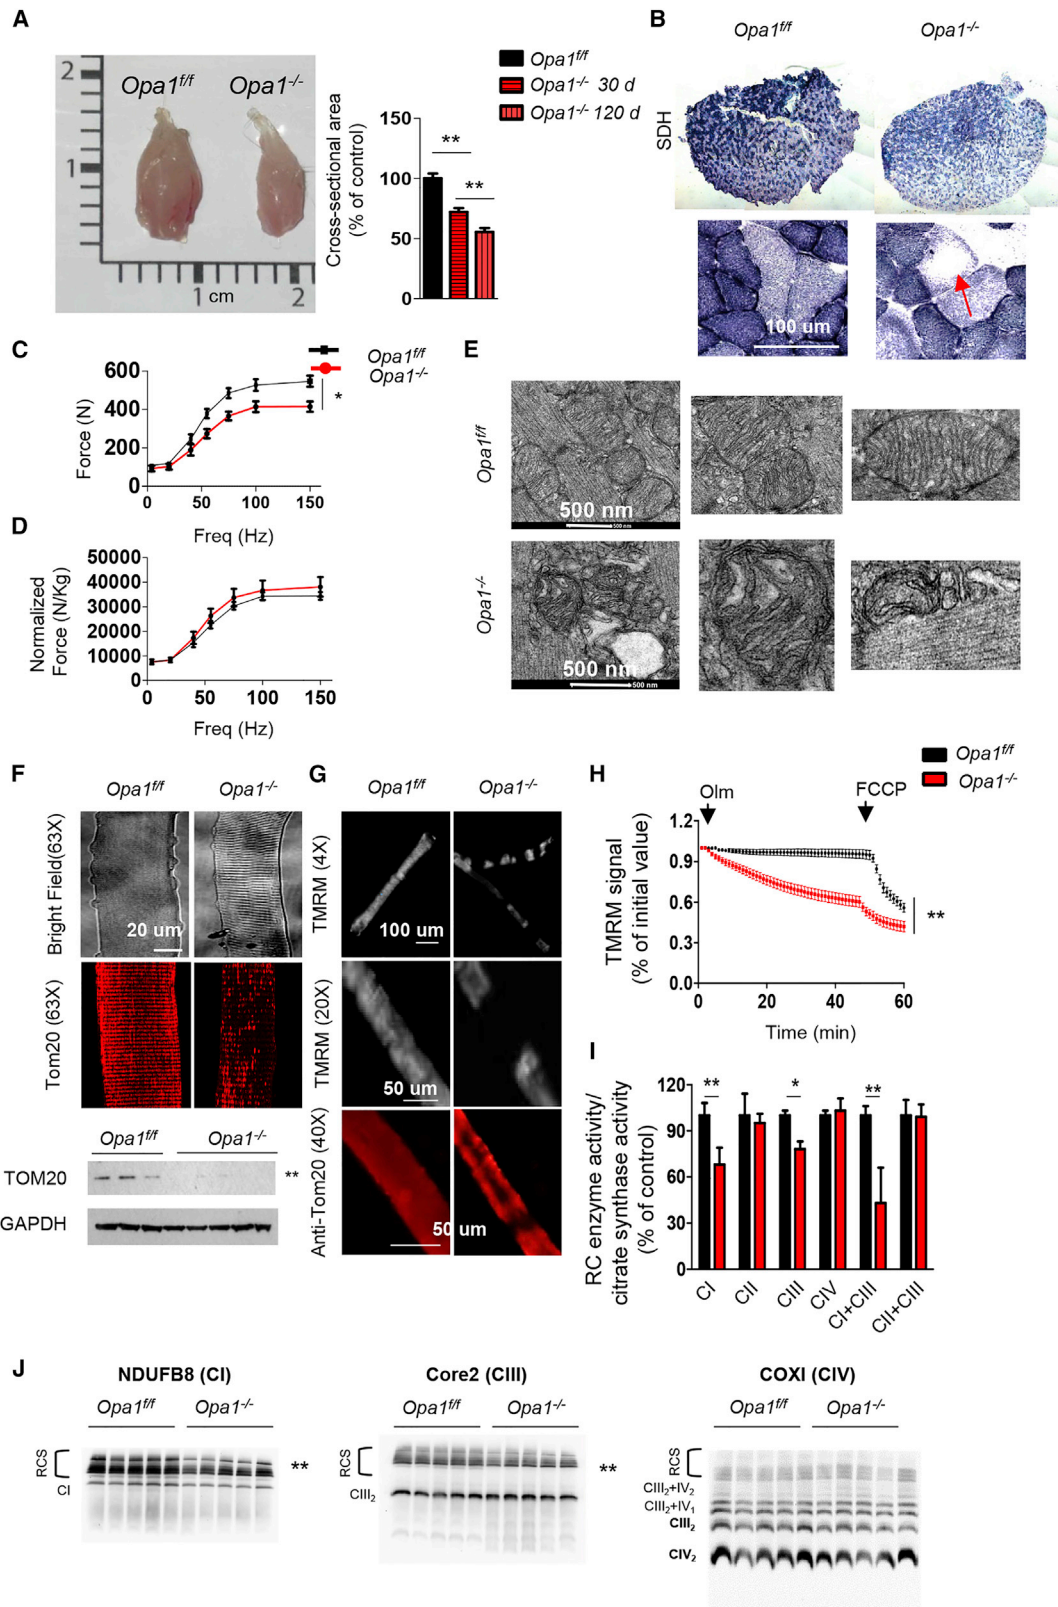 A
Opa1f/f
Opa1-/-
2
1
1 cm
2
Opa1f/f
Opa1-/- 30 d
Opa1-/- 120 d
Cross-sectional area
(% of control)
150
100
50
0
**
**
B
Opa1f/f
Opa1-/-
SDH
100 um
C
Opa1f/f
Opa1-/-
Force (N)
600
400
200
0
*
0 50 100 150
Freq (Hz)
D
Normalized
Force (N/Kg)
50000
40000
30000
20000
10000
0
0 50 100 150
Freq (Hz)
E
Opa1f/f
500 nm
500 nm
Opa1-/-
500 nm
500 nm
F
Opa1f/f
Opa1-/-
Bright Field(63X)
20 um
Tom20 (63X)
Opa1f/f
Opa1-/-
TOM20
**
GAPDH
G
Opa1f/f
Opa1-/-
TMRM (4X)
100 um
TMRM (20X)
50 um
Anti-Tom20 (40X)
50 um
H
Opa1f/f
Opa1-/-
Olm
FCCP
TMRM signal
(% of initial value)
1.2
0.9
0.6
0.3
0.0
**
20 40 60
Time (min)
I
RC enzyme activity/
citrate synthase activity
(% of control)
120
90
60
30
0
** * **
CI
CII
CIII
CIV
CI+CIII
CII+CIII
J
NDUFB8 (CI)
Opa1f/f
Opa1-/-
RCS
CI
**
Core2 (CIII)
Opa1f/f
Opa1-/-
RCS
CIII2
**
COXI (CIV)
Opa1f/f
Opa1-/-
RCS
CIII2+IV2
CIII2+IV1
CIII2
CIV2